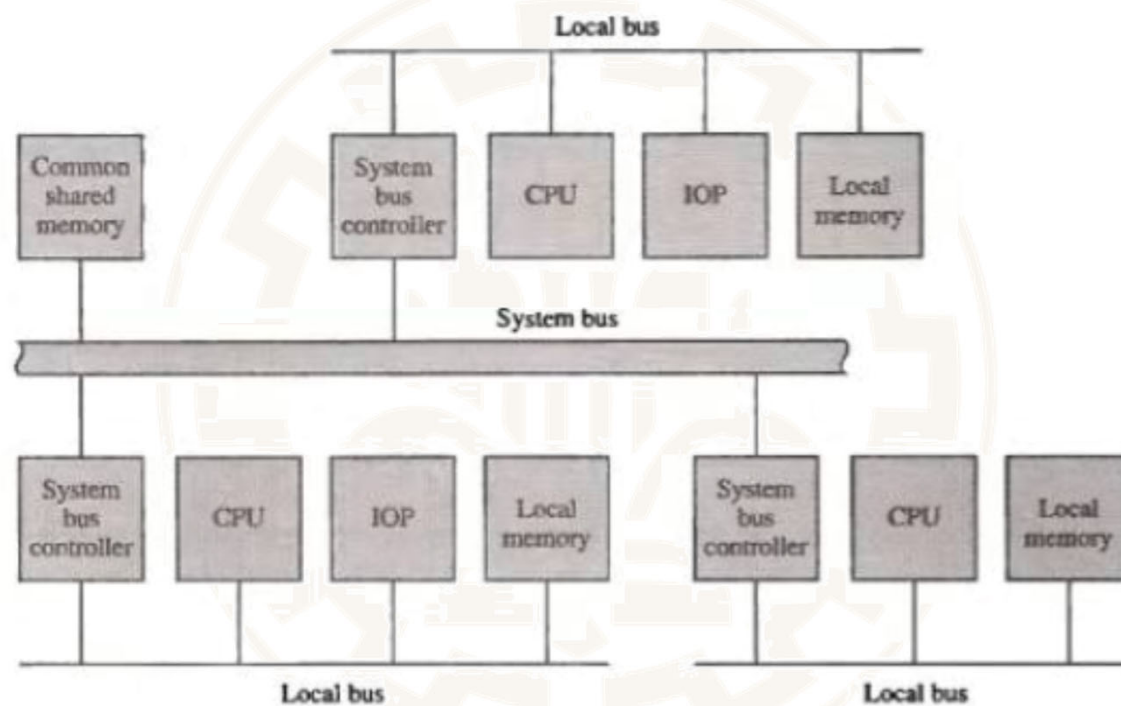 Local bus
Common
shared
memory
System
bus
controller
CPU
IOP
Local
memory
System bus
System
bus
controller
CPU
IOP
Local
memory
System
bus
controller
CPU
Local
memory
Local bus
Local bus